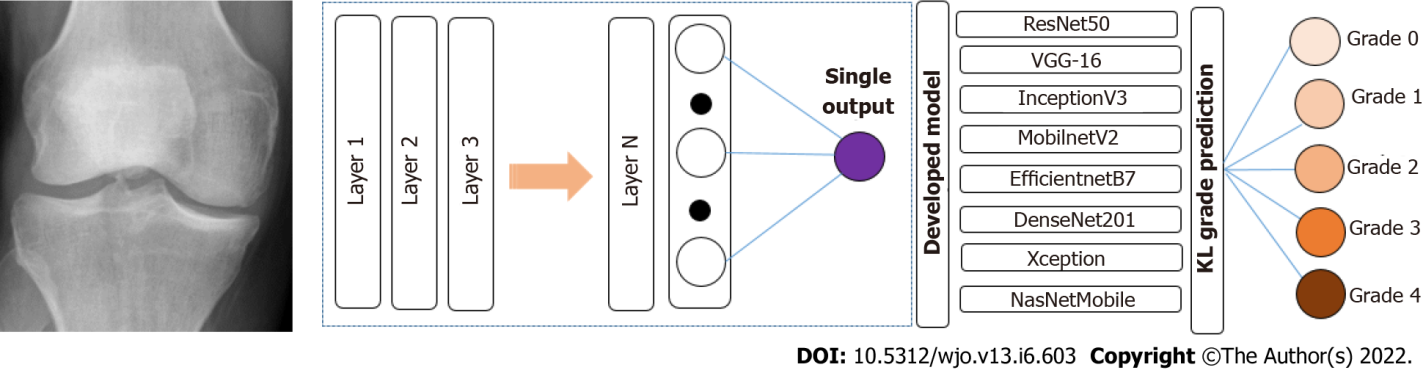 Layer 1
Layer 2
Layer 3
Layer N
Single
output
Developed model
ResNet50
VGG-16
InceptionV3
MobilnetV2
EfficientnetB7
DenseNet201
Xception
NasNetMobile
KL grade prediction
Grade 0
Grade 1
Grade 2
Grade 3
Grade 4
DOI: 10.5312/wjo.v13.i6.603 Copyright ©The Author(s) 2022.